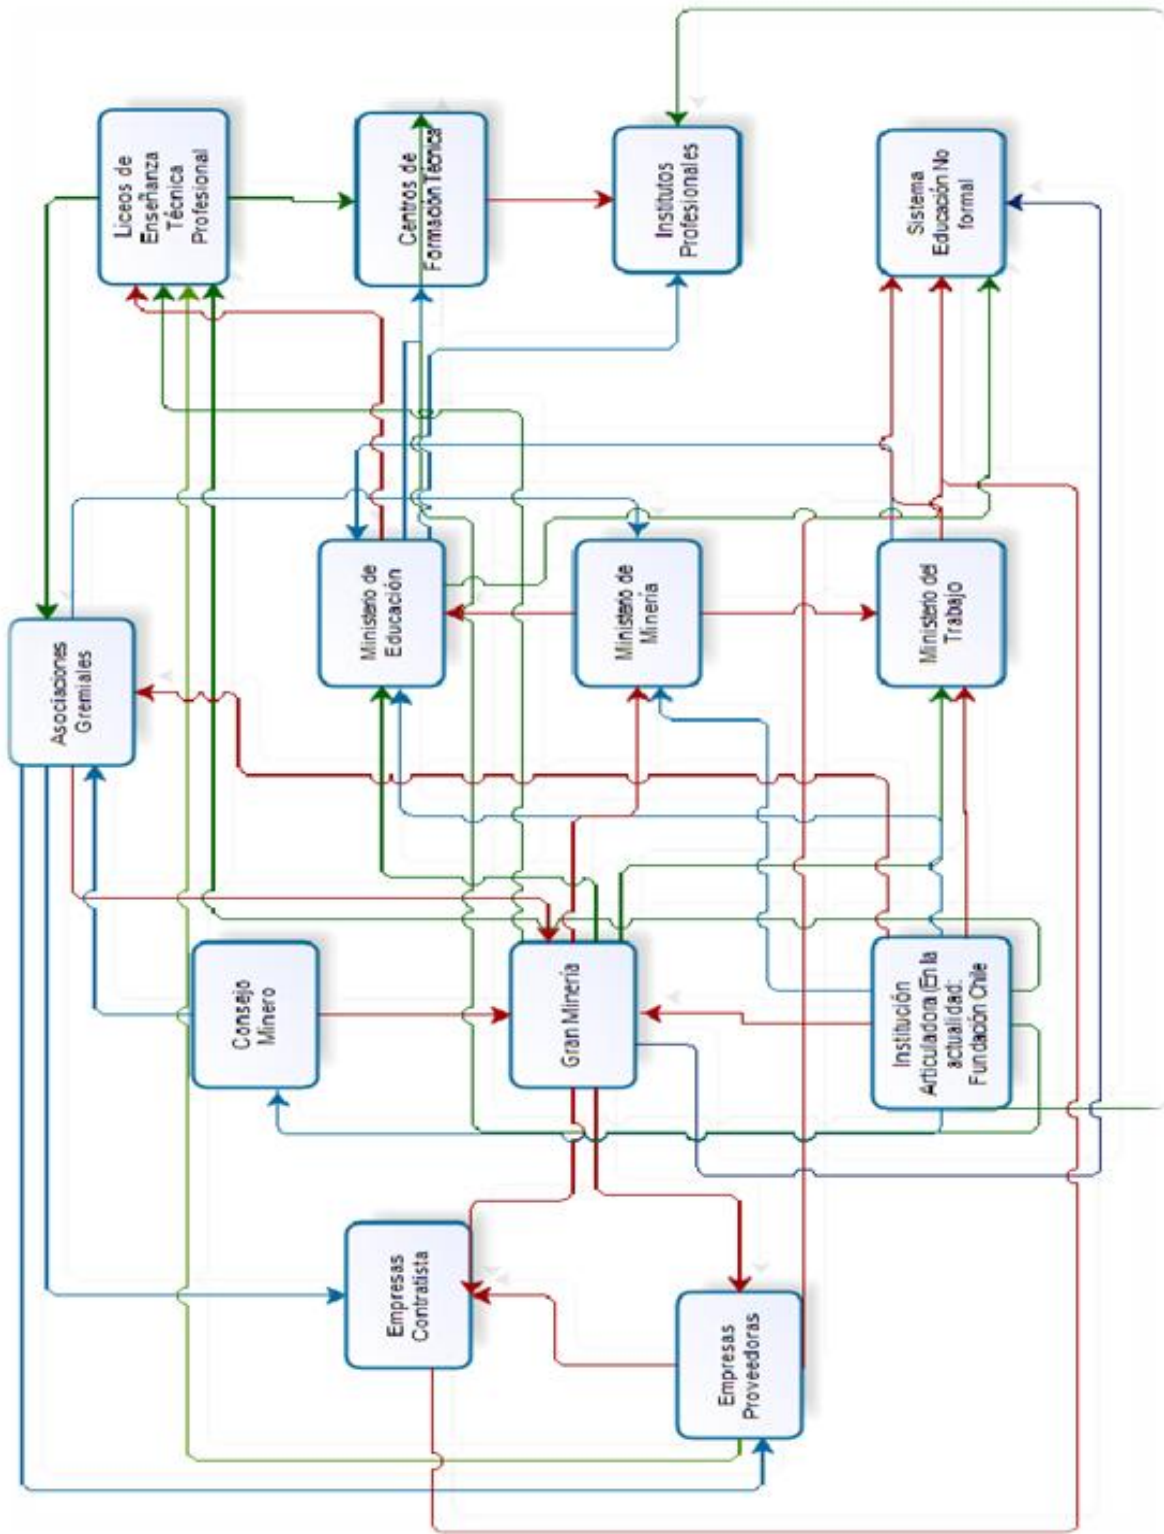 Asociaciones
Gremiales
Liceos de
Enseñanza
Técnica
Profesional
Consejo
Minero
Empresas
Contratista
Ministerio de
Educación
Centros de
Formación Técnica
Gran Minería
Ministerio de
Minería
Institutos
Profesionales
Empresas
Proveedoras
Institución
Articuladora (En la
actualidad:
Fundación Chile
Ministerio del
Trabajo
Sistema
Educación No
formal